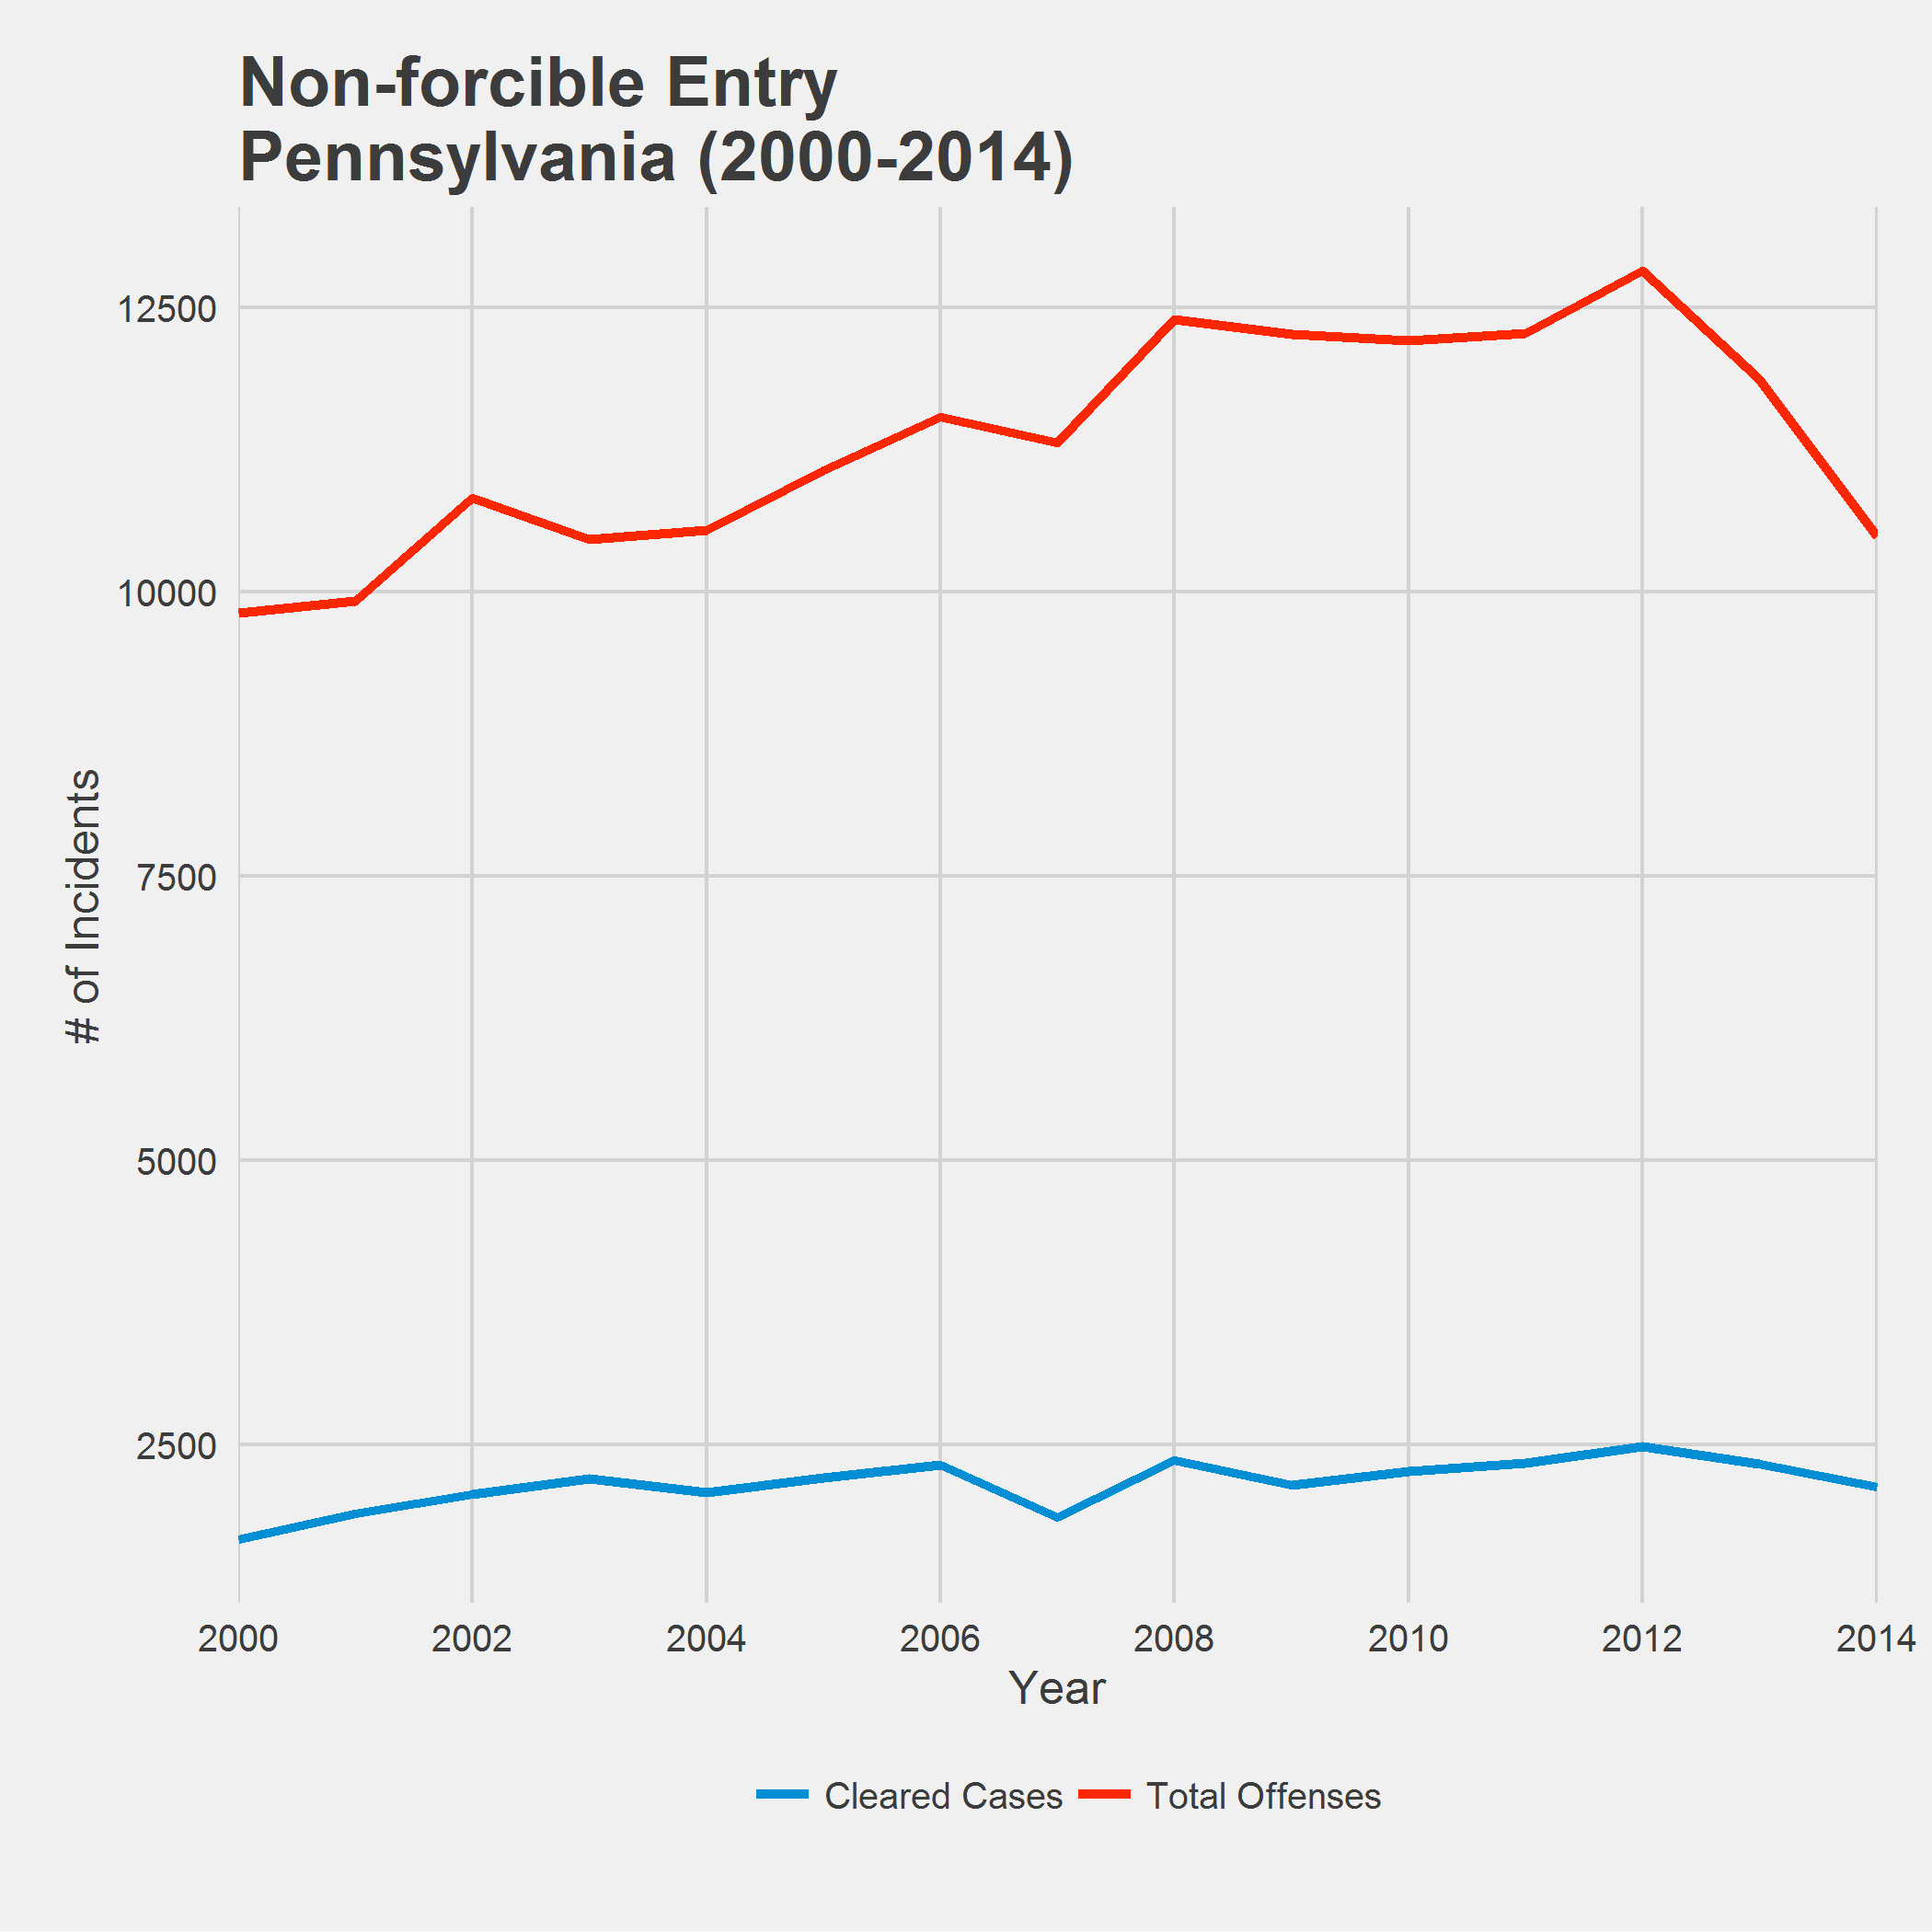 Non-forcible Entry
Pennsylvania (2000-2014)
12500
10000
7500
5000
2500
# of Incidents
2000 2002 2004 2006 2008 2010 2012 2014
Year
Cleared Cases Total Offenses